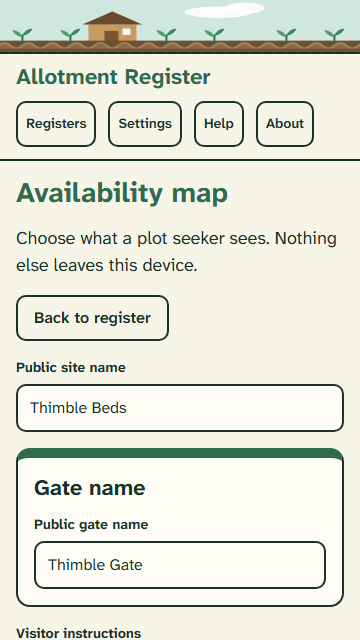 Allotment Register
Registers
Settings
Help
About
Availability map
Choose what a plot seeker sees. Nothing
else leaves this device.
Back to register
Public site name
Thimble Beds
Gate name
Public gate name
Thimble Gate
Visitor instructions